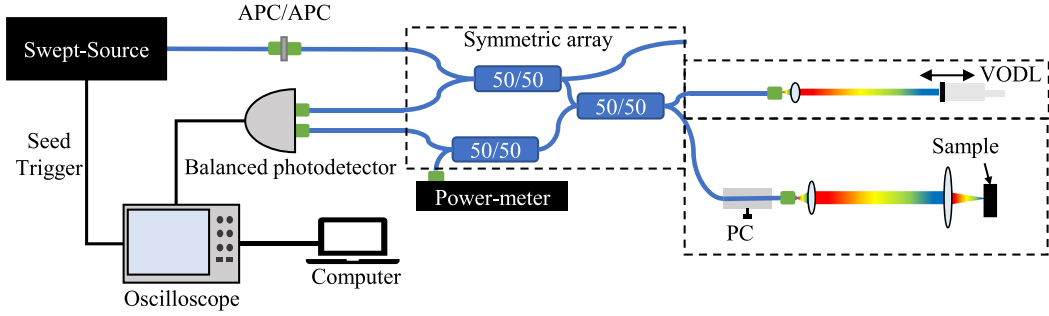 APC/APC
Swept-Source
Symmetric array
50/50
VODL
50/50
Seed
Trigger
Balanced photodetector
50/50
Sample
Power-meter
PC
Computer
Oscilloscope